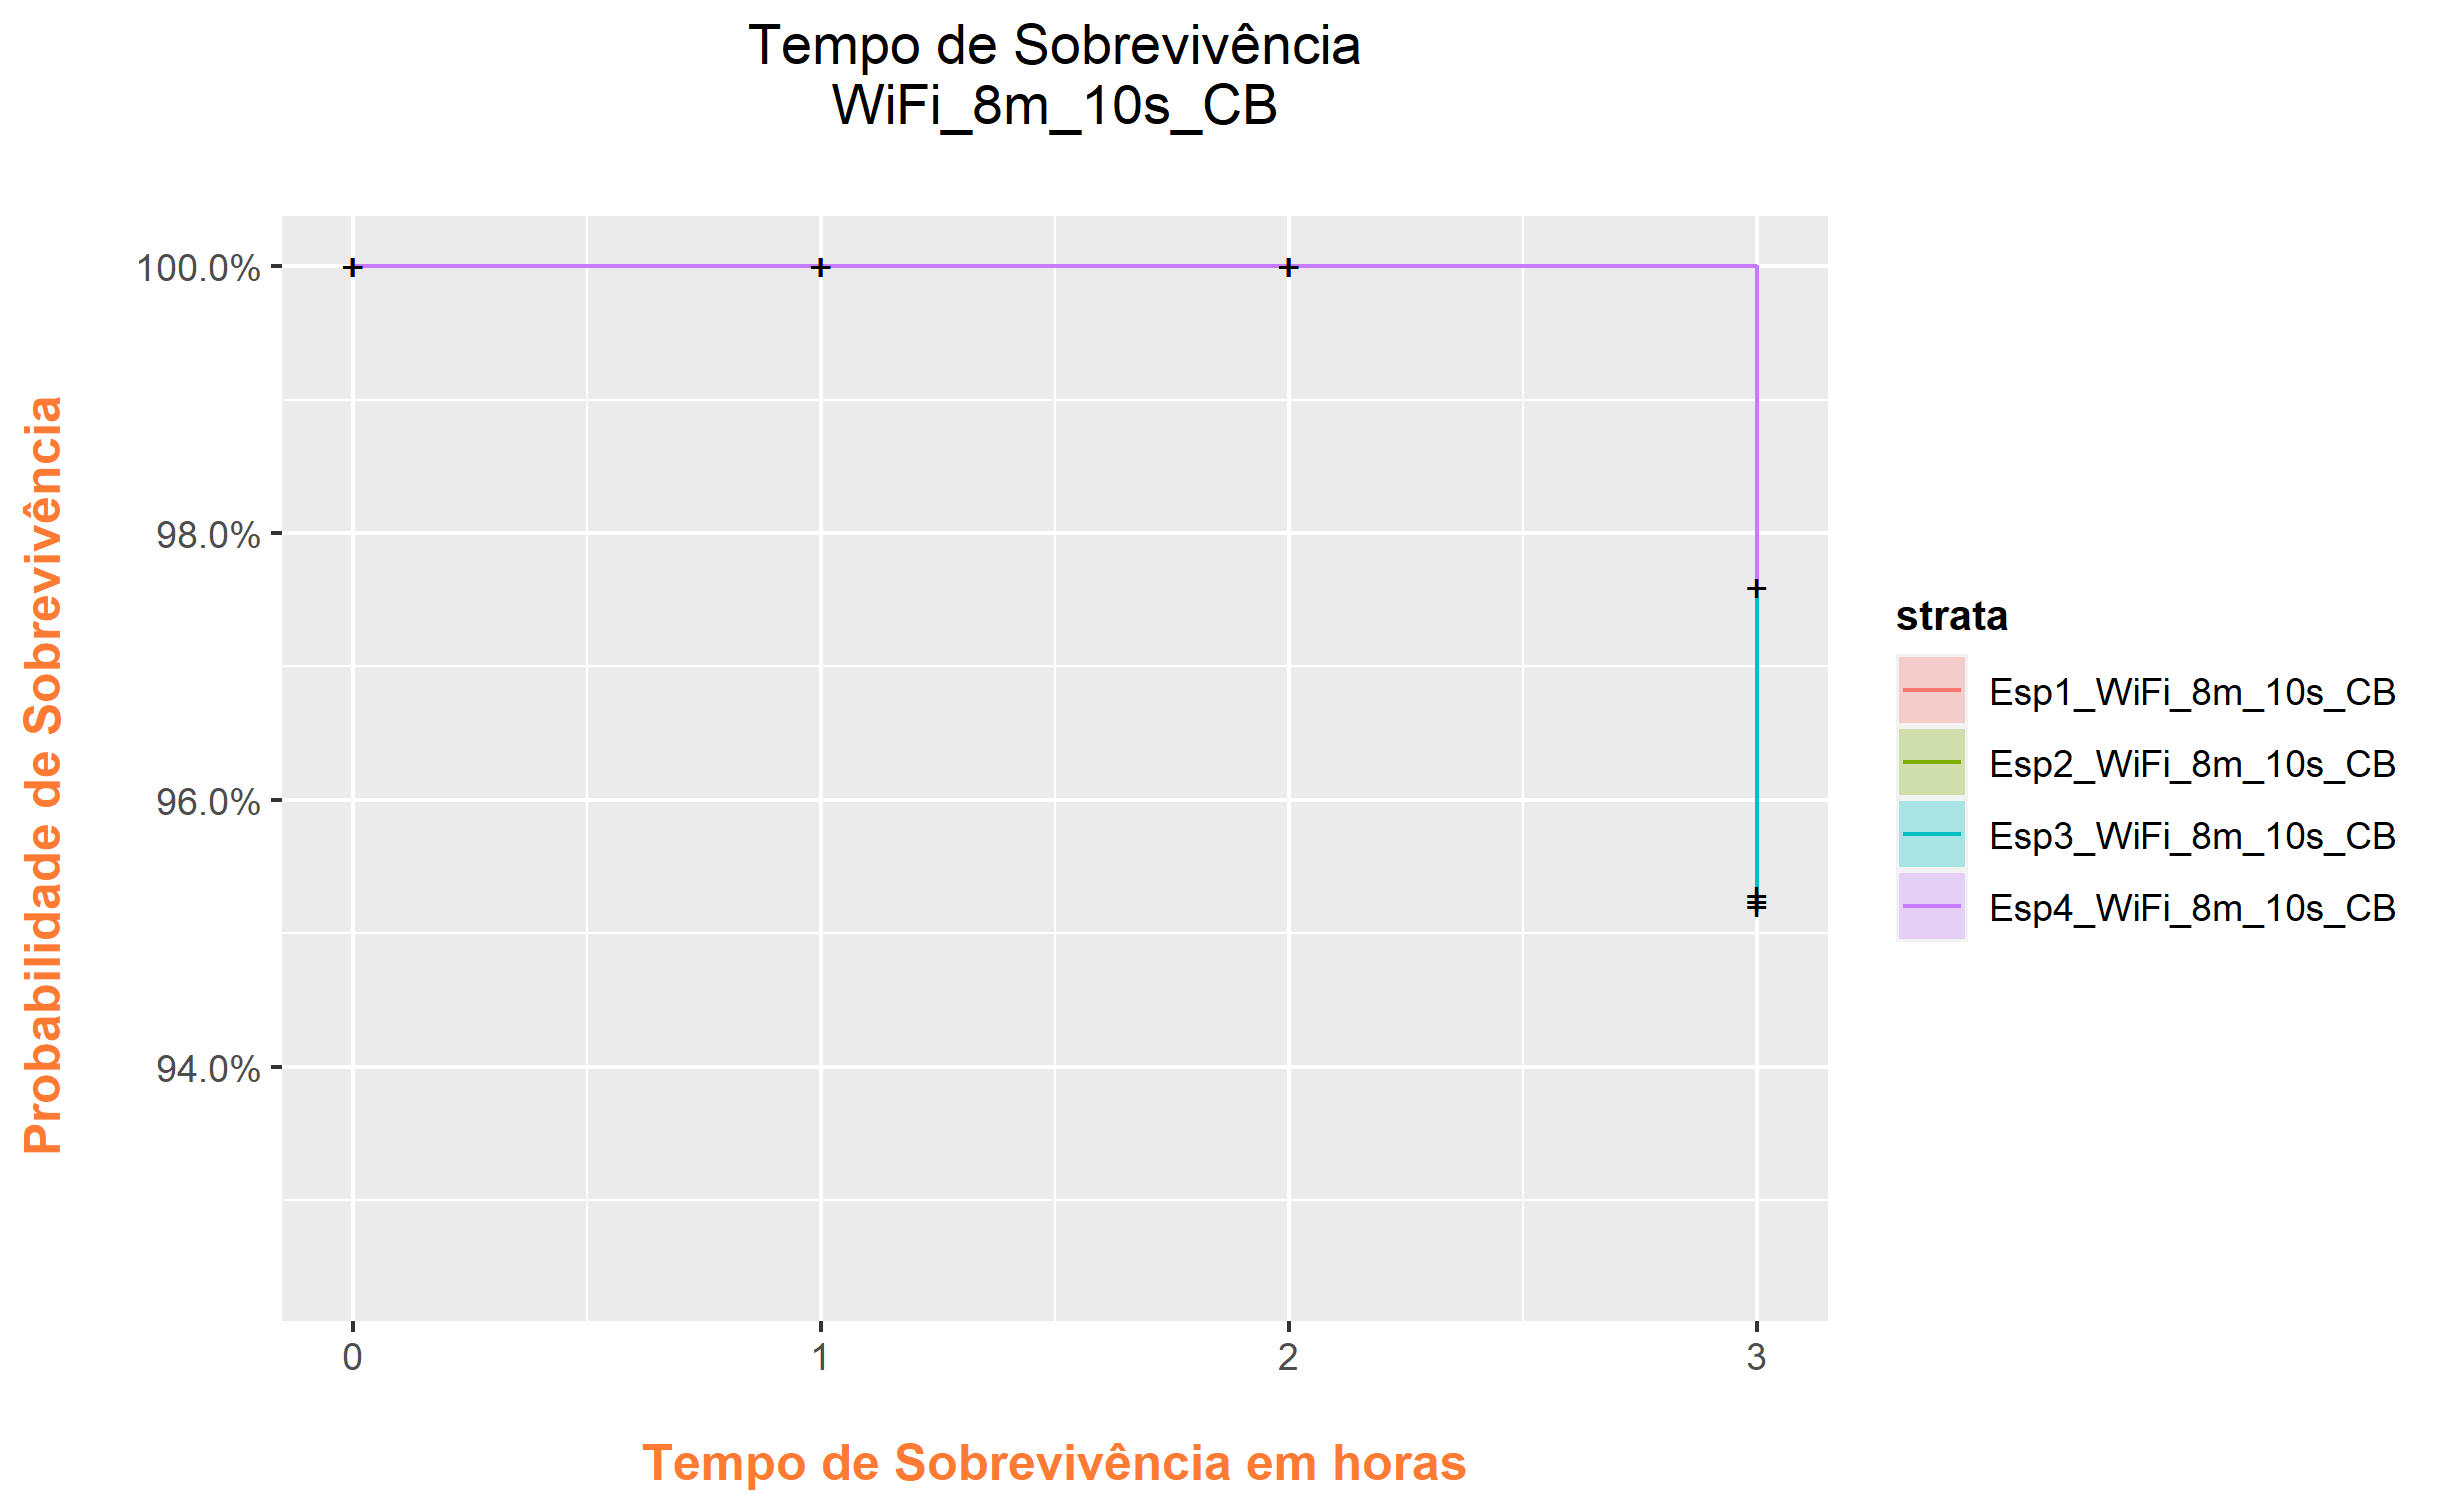 Tempo de Sobrevivência
WiFi_8m_10s_CB
Probabilidade de Sobrevivência
100.0%
98.0%
96.0%
94.0%
0 1 2 3
Tempo de Sobrevivência em horas
strata
Esp1_WiFi_8m_10s_CB
Esp2_WiFi_8m_10s_CB
Esp3_WiFi_8m_10s_CB
Esp4_WiFi_8m_10s_CB